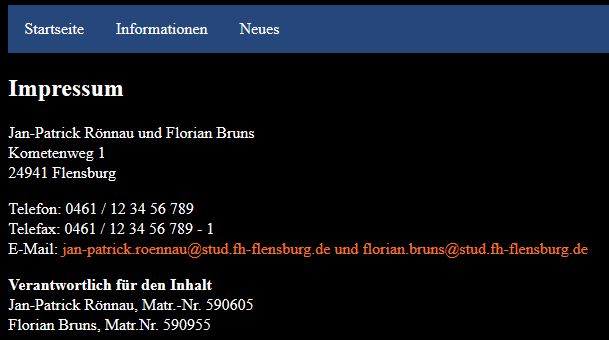 Startseite Informationen Neues
Impressum
Jan-Patrick Rönnau und Florian Bruns
Kometenweg 1
24941 Flensburg
Telefon: 0461 / 12 34 56 789
Telefax: 0461 / 12 34 56 789 - 1
E-Mail: jan-patrick.roennau@stud.fh-flensburg.de und florian.bruns@stud.fh-flensburg.de
Verantwortlich für den Inhalt
Jan-Patrick Rönnau, Matr.-Nr. 590605
Florian Bruns, Matr.Nr. 590955